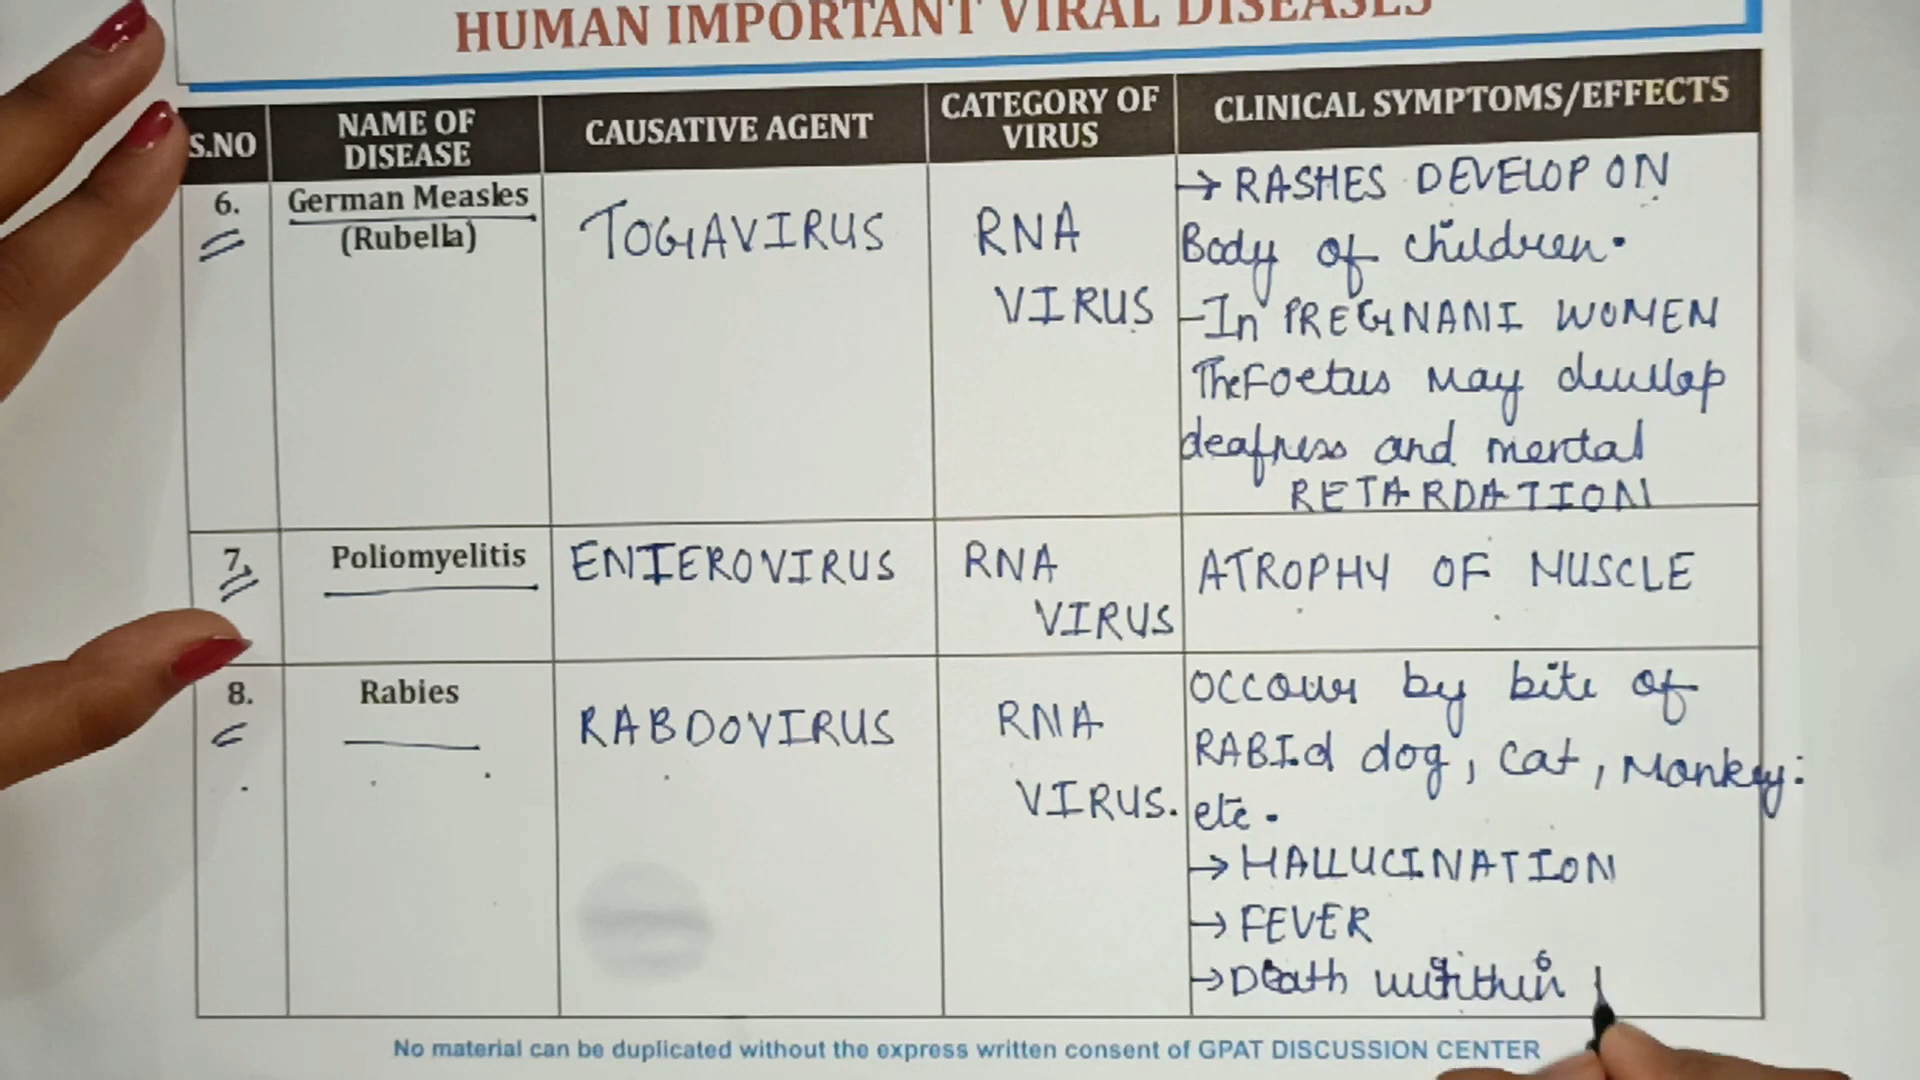 HUMAN IMPORTANT VIRAL DISEASES
S.NO
NAME OF
DISEASE
CAUSATIVE AGENT
CATEGORY OF
VIRUS
CLINICAL SYMPTOMS/EFFECTS
6.
German Measles
(Rubella)
TOGAVIRUS
RNA
VIRUS
→ RASHES DEVELOP ON
Body of children.
-In PREGNANT WOMEN
The Foetus may develop
deafness and mental
RETARDATION
7.
Poliomyelitis
ENTEROVIRUS
RNA
VIRUS
ATROPHY OF MUSCLE
8.
Rabies
RABDOVIRUS
RNA
VIRUS.
OCCOUR by bite of
RABId dog, cat, Monkey.
etc.
→ HALLUCINATION
→ FEVER
→ Death within
No material can be duplicated without the express written consent of GPAT DISCUSSION CENTER